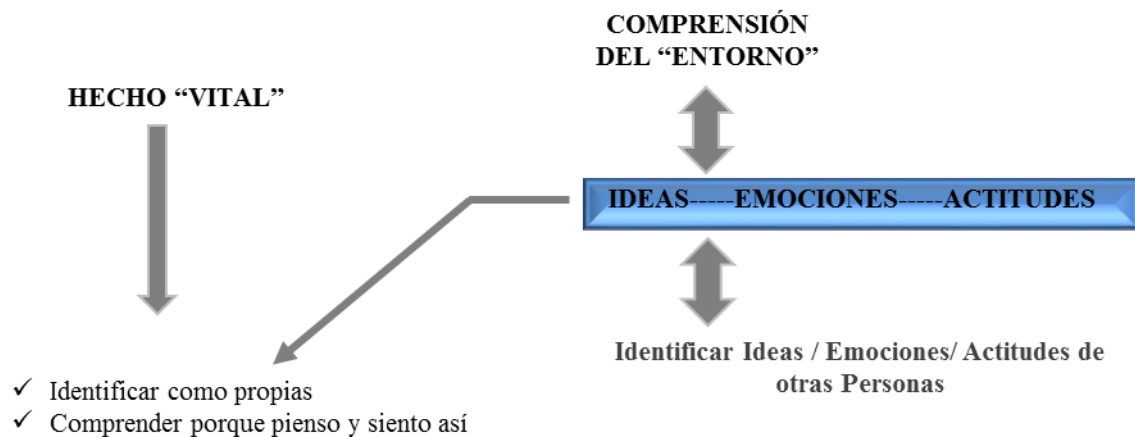 COMPRENSIÓN
DEL “ENTORNO”
HECHO “VITAL”
IDEAS-----EMOCIONES-----ACTITUDES
Identificar Ideas / Emociones/ Actitudes de
otras Personas
✓ Identificar como propias
✓ Comprender porque pienso y siento así